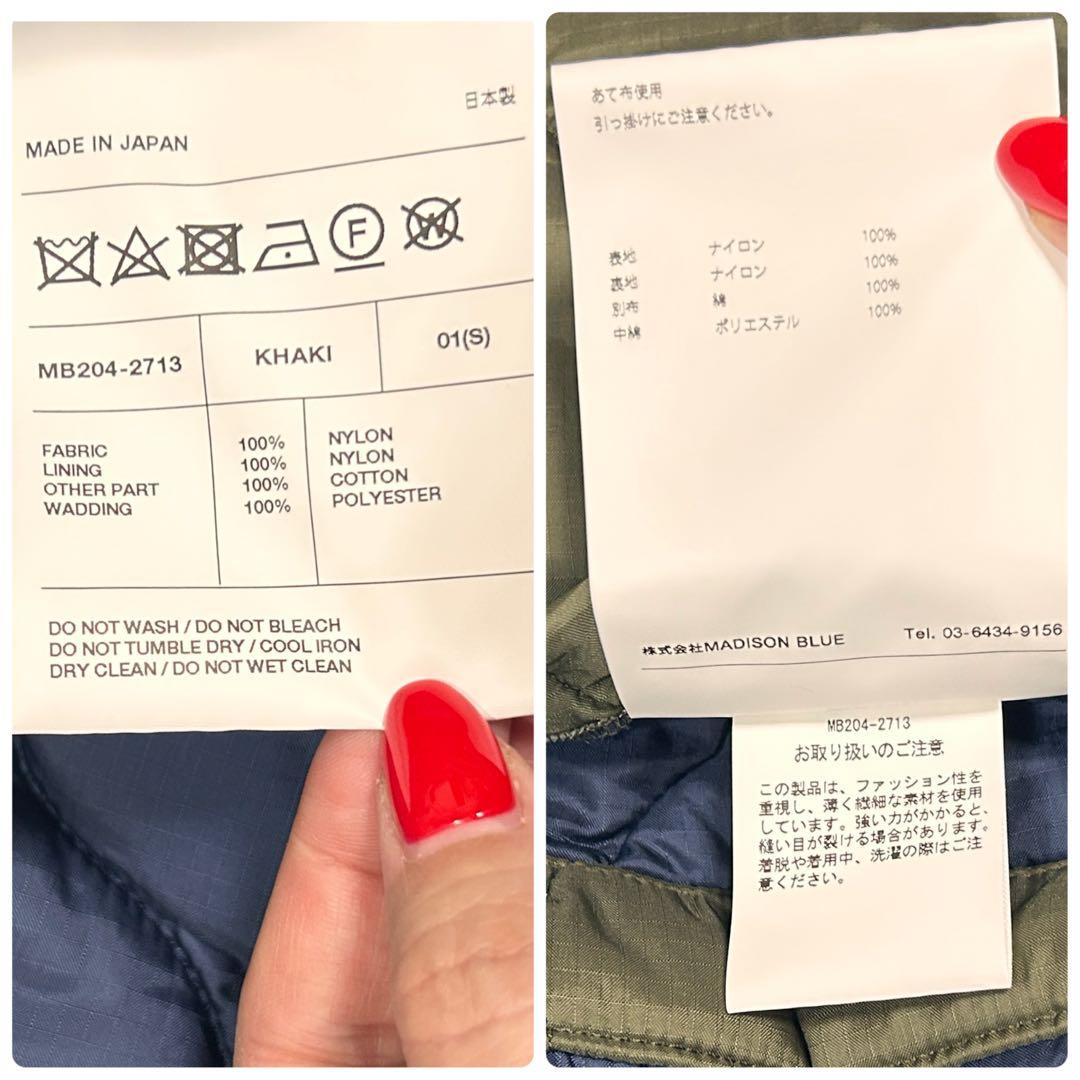 日本製
MADE IN JAPAN
F
W
MB204-2713 KHAKI 01(S)
FABRIC 100% NYLON
LINING 100% NYLON
OTHER PART 100% COTTON
WADDING 100% POLYESTER
DO NOT WASH / DO NOT BLEACH
DO NOT TUMBLE DRY / COOL IRON
DRY CLEAN / DO NOT WET CLEAN
あて布使用
引っ掛けにご注意ください。
表地 ナイロン 100%
裏地 ナイロン 100%
別布 綿 100%
中綿 ポリエステル 100%
株式会社MADISON BLUE Tel. 03-6434-9156
MB204-2713
お取り扱いのご注意
この製品は、ファッション性を
重視し、薄く繊細な素材を使用
しています。強い力がかかると、
縫い目が裂ける場合があります。
着脱や着用中、洗濯の際はご注
意ください。